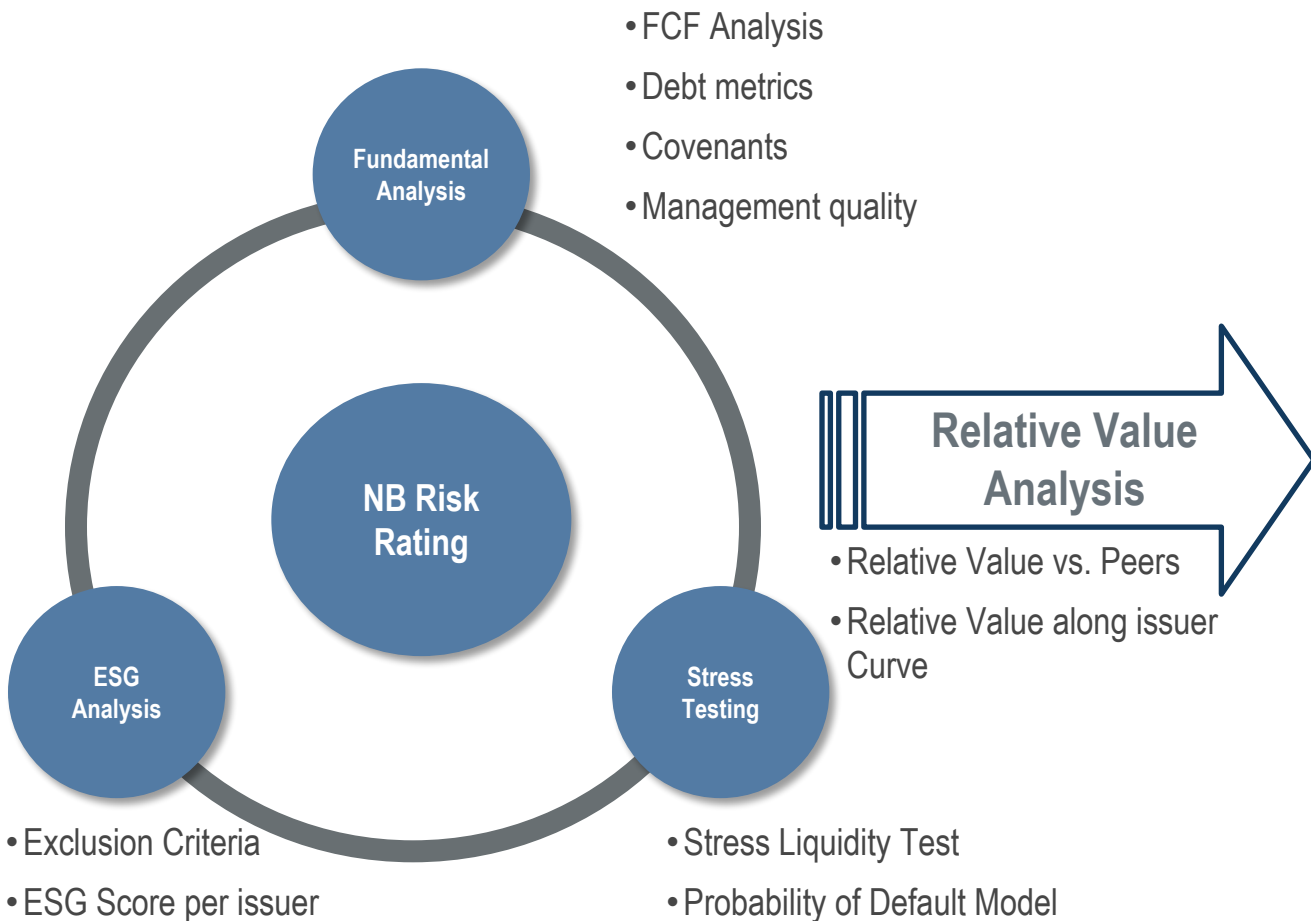 • FCF Analysis
• Debt metrics
• Covenants
• Management quality
Fundamental
Analysis
NB Risk
Rating
Relative Value
Analysis
• Relative Value vs. Peers
• Relative Value along issuer
Curve
ESG
Analysis
Stress
Testing
• Exclusion Criteria
• ESG Score per issuer
• Stress Liquidity Test
• Probability of Default Model